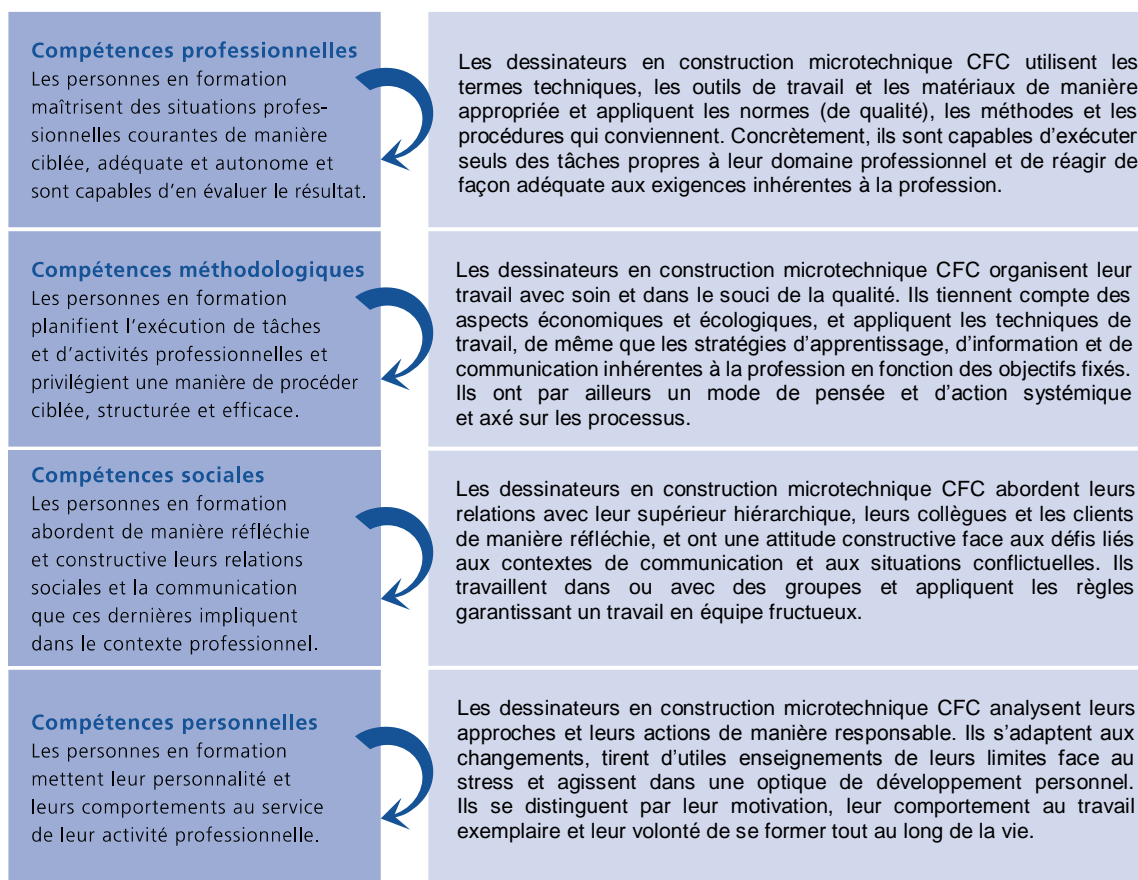 Compétences professionnelles
Les personnes en formation
maîtrisent des situations profes-
sionnelles courantes de manière
ciblée, adéquate et autonome et
sont capables d'en évaluer le résultat.
Les dessinateurs en construction microtechnique CFC utilisent les
termes techniques, les outils de travail et les matériaux de manière
appropriée et appliquent les normes (de qualité), les méthodes et les
procédures qui conviennent. Concrètement, ils sont capables d'exécuter
seuls des tâches propres à leur domaine professionnel et de réagir de
façon adéquate aux exigences inhérentes à la profession.
Compétences méthodologiques
Les personnes en formation
planifient l'exécution de tâches
et d'activités professionnelles et
privilégient une manière de procéder
ciblée, structurée et efficace.
Les dessinateurs en construction microtechnique CFC organisent leur
travail avec soin et dans le souci de la qualité. Ils tiennent compte des
aspects économiques et écologiques, et appliquent les techniques de
travail, de même que les stratégies d'apprentissage, d'information et de
communication inhérentes à la profession en fonction des objectifs fixés.
Ils ont par ailleurs un mode de pensée et d'action systémique
et axé sur les processus.
Compétences sociales
Les personnes en formation
abordent de manière réfléchie
et constructive leurs relations
sociales et la communication
que ces dernières impliquent
dans le contexte professionnel.
Les dessinateurs en construction microtechnique CFC abordent leurs
relations avec leur supérieur hiérarchique, leurs collègues et les clients
de manière réfléchie, et ont une attitude constructive face aux défis liés
aux contextes de communication et aux situations conflictuelles. Ils
travaillent dans ou avec des groupes et appliquent les règles
garantissant un travail en équipe fructueux.
Compétences personnelles
Les personnes en formation
mettent leur personnalité et
leurs comportements au service
de leur activité professionnelle.
Les dessinateurs en construction microtechnique CFC analysent leurs
approches et leurs actions de manière responsable. Ils s'adaptent aux
changements, tirent d'utiles enseignements de leurs limites face au
stress et agissent dans une optique de développement personnel.
Ils se distinguent par leur motivation, leur comportement au travail
exemplaire et leur volonté de se former tout au long de la vie.